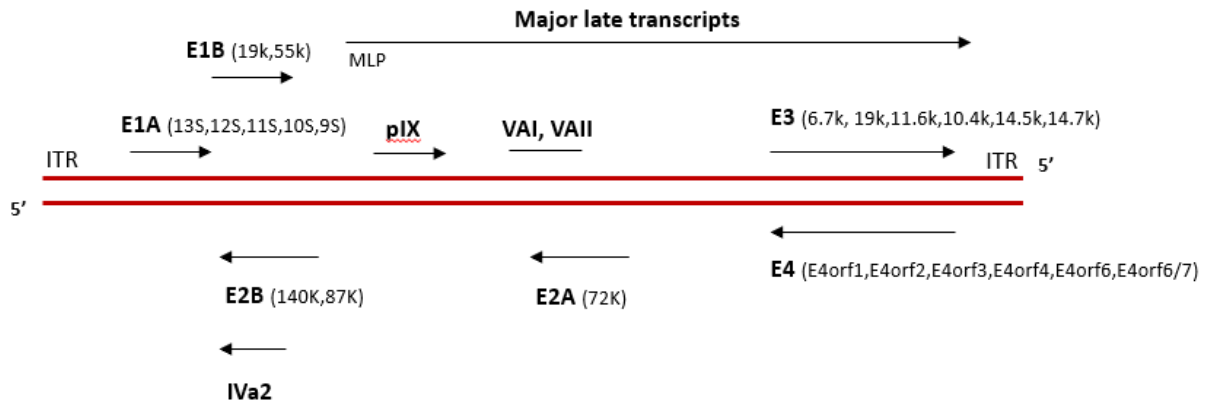 Major late transcripts
E1B (19k,55k)
MLP
E1A (13S,12S,11S,10S,9S)
pIX
VAI, VAII
E3 (6.7k, 19k,11.6k,10.4k,14.5k,14.7k)
ITR
ITR 5’
5’
E4 (E4orf1,E4orf2,E4orf3,E4orf4,E4orf6,E4orf6/7)
E2B (140K,87K)
E2A (72K)
IVa2